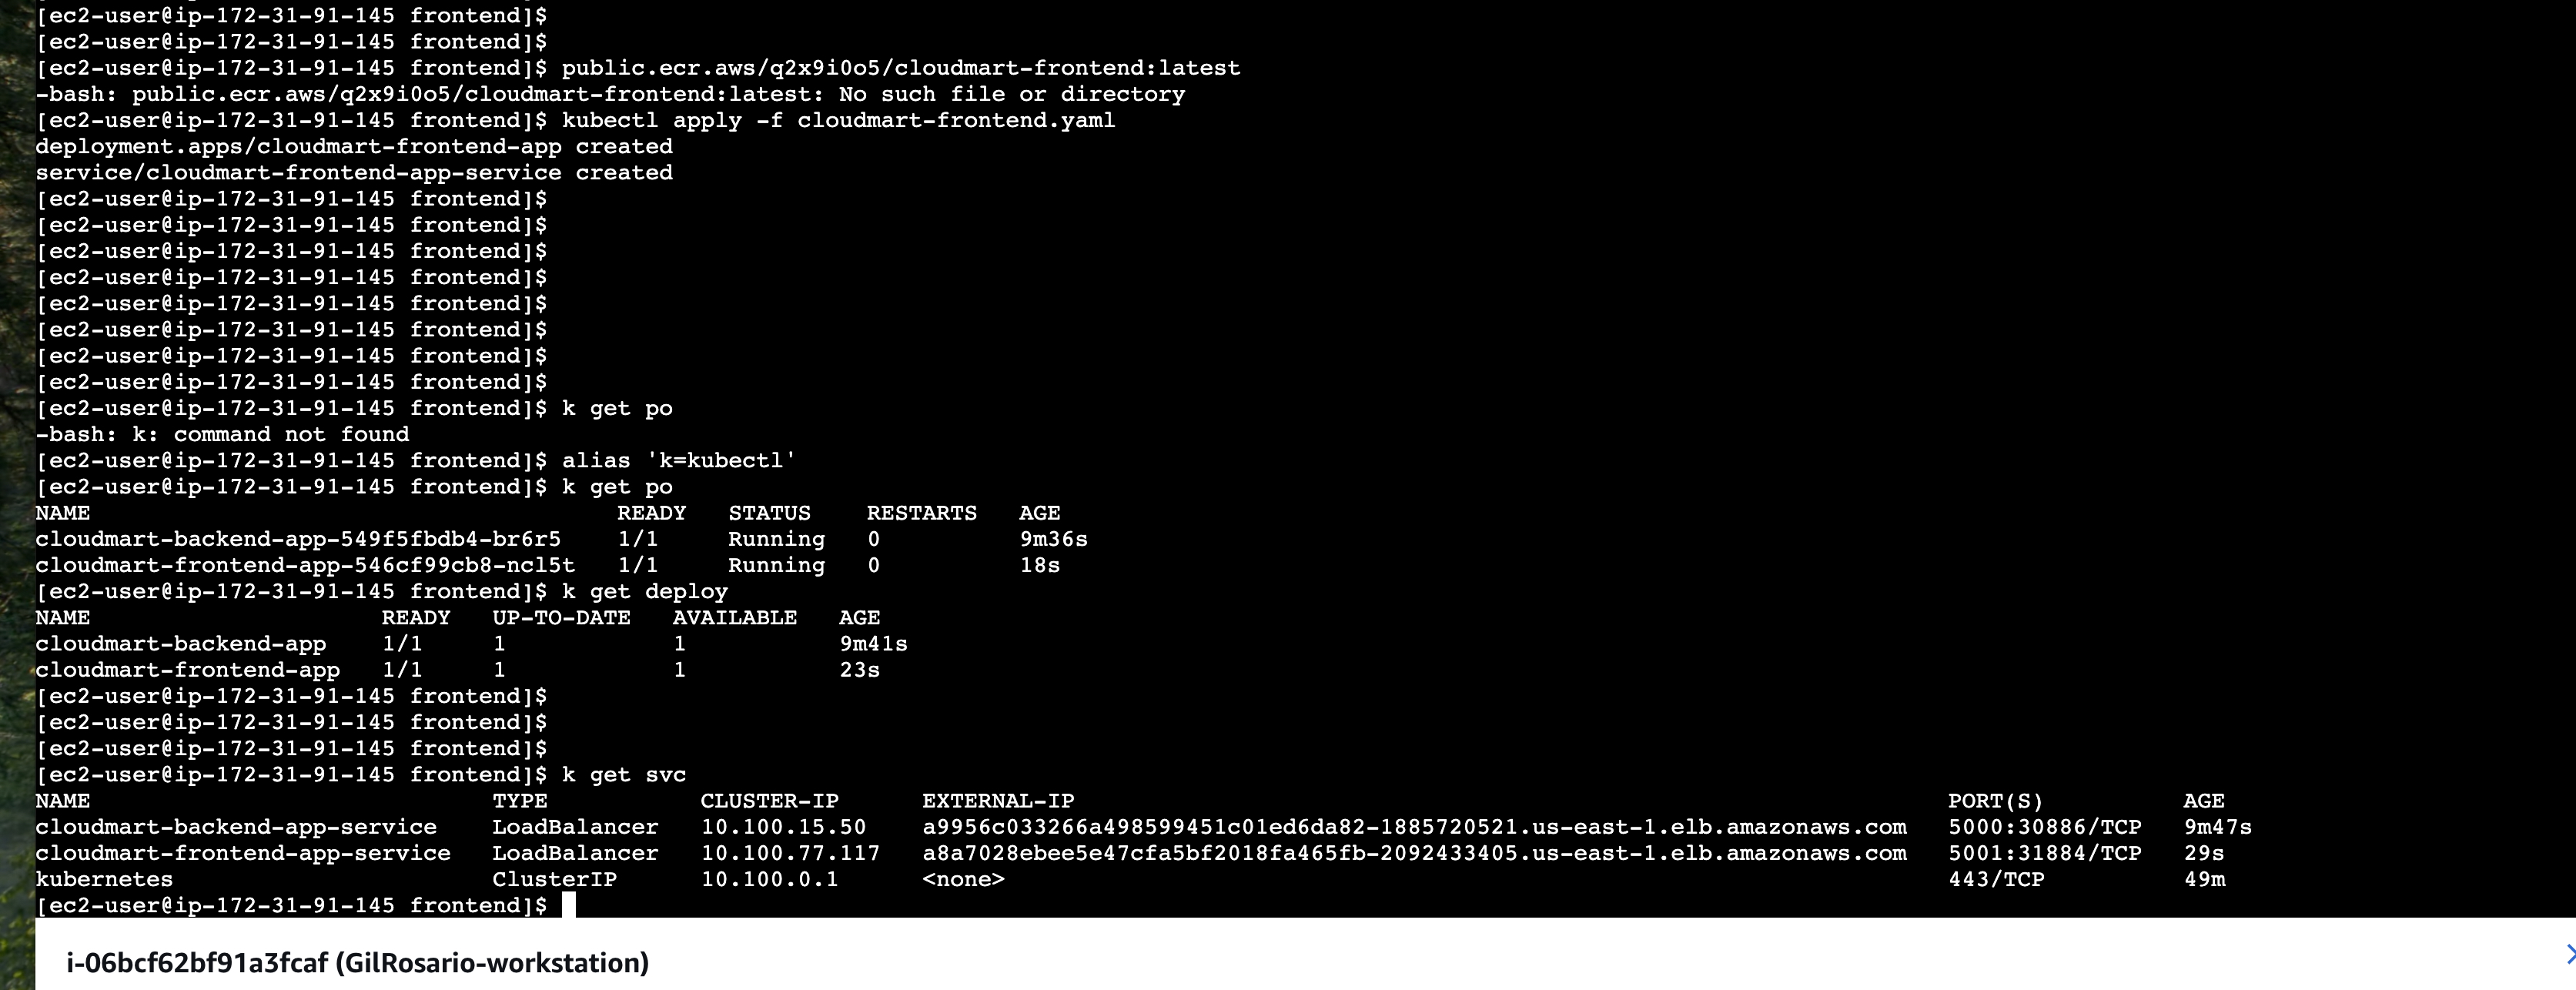 [ec2-user@ip-172-31-91-145 frontend]$
[ec2-user@ip-172-31-91-145 frontend]$
[ec2-user@ip-172-31-91-145 frontend]$ public.ecr.aws/q2x9i0o5/cloudmart-frontend:latest
-bash: public.ecr.aws/q2x9i0o5/cloudmart-frontend:latest: No such file or directory
[ec2-user@ip-172-31-91-145 frontend]$ kubectl apply -f cloudmart-frontend.yaml
deployment.apps/cloudmart-frontend-app created
service/cloudmart-frontend-app-service created
[ec2-user@ip-172-31-91-145 frontend]$
[ec2-user@ip-172-31-91-145 frontend]$
[ec2-user@ip-172-31-91-145 frontend]$
[ec2-user@ip-172-31-91-145 frontend]$
[ec2-user@ip-172-31-91-145 frontend]$
[ec2-user@ip-172-31-91-145 frontend]$
[ec2-user@ip-172-31-91-145 frontend]$
[ec2-user@ip-172-31-91-145 frontend]$
[ec2-user@ip-172-31-91-145 frontend]$ k get po
-bash: k: command not found
[ec2-user@ip-172-31-91-145 frontend]$ alias 'k=kubectl'
[ec2-user@ip-172-31-91-145 frontend]$ k get po
NAME READY STATUS RESTARTS AGE
cloudmart-backend-app-549f5fbdb4-br6r5 1/1 Running 0 9m36s
cloudmart-frontend-app-546cf99cb8-ncl5t 1/1 Running 0 18s
[ec2-user@ip-172-31-91-145 frontend]$ k get deploy
NAME READY UP-TO-DATE AVAILABLE AGE
cloudmart-backend-app 1/1 1 1 9m41s
cloudmart-frontend-app 1/1 1 1 23s
[ec2-user@ip-172-31-91-145 frontend]$
[ec2-user@ip-172-31-91-145 frontend]$
[ec2-user@ip-172-31-91-145 frontend]$
[ec2-user@ip-172-31-91-145 frontend]$ k get svc
NAME TYPE CLUSTER-IP EXTERNAL-IP PORT(S) AGE
cloudmart-backend-app-service LoadBalancer 10.100.15.50 a9956c033266a498599451c01ed6da82-1885720521.us-east-1.elb.amazonaws.com 5000:30886/TCP 9m47s
cloudmart-frontend-app-service LoadBalancer 10.100.77.117 a8a7028ebee5e47cfa5bf2018fa465fb-2092433405.us-east-1.elb.amazonaws.com 5001:31884/TCP 29s
kubernetes ClusterIP 10.100.0.1 <none> 443/TCP 49m
[ec2-user@ip-172-31-91-145 frontend]$
i-06bcf62bf91a3fcaf (GilRosario-workstation)